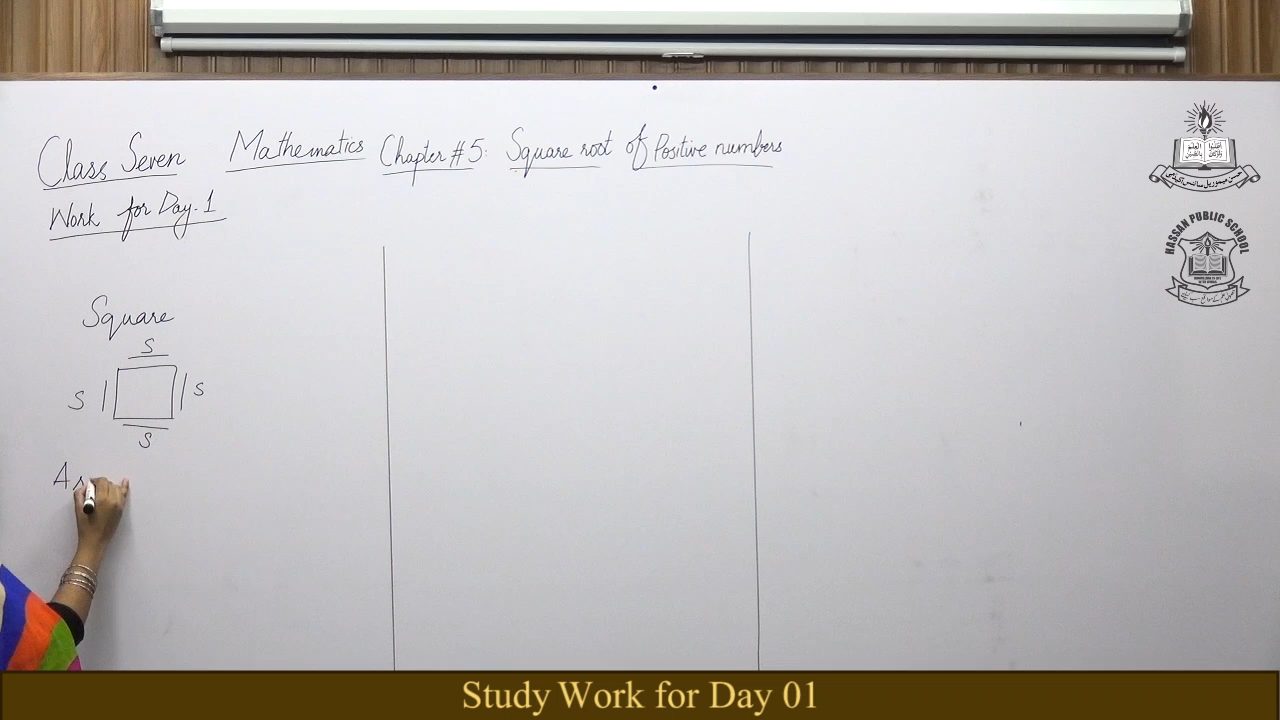 Class Seven Mathematics Chapter #5: Square root of Positive numbers
Work for Day.1
Square
S
S S
S
A
HASSAN PUBLIC SCHOOL
Study Work for Day 01